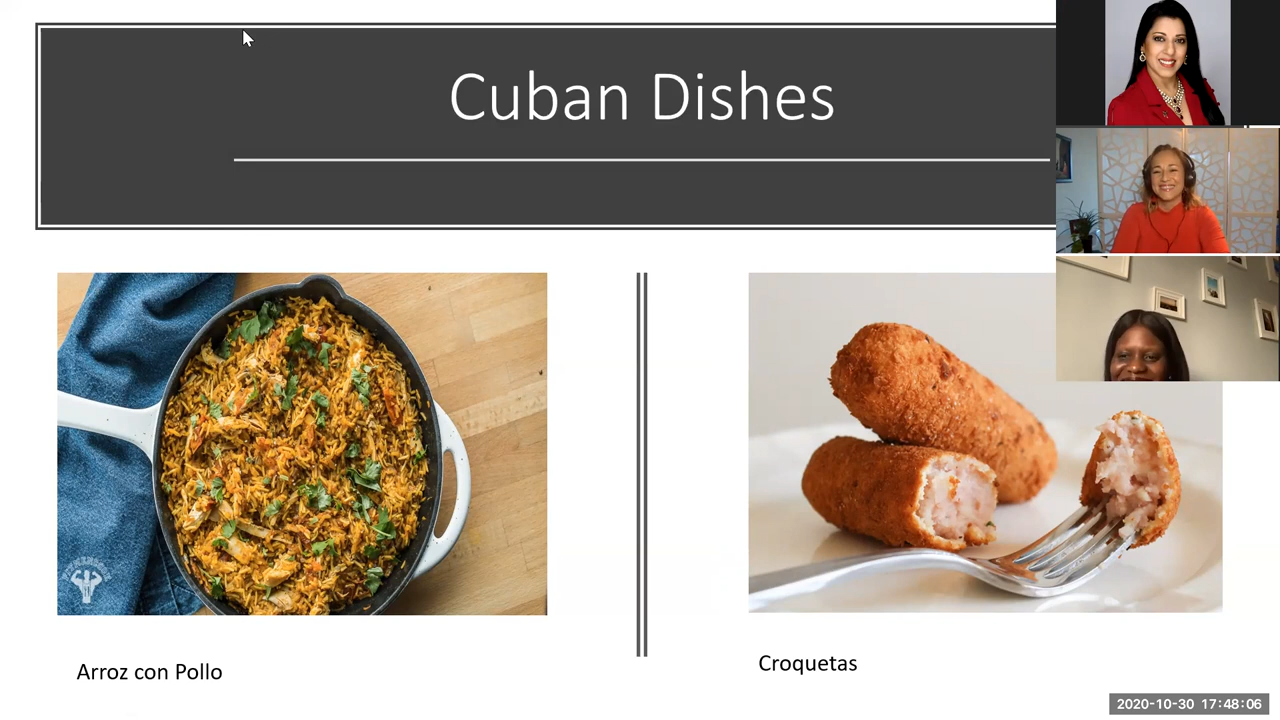 Cuban Dishes
Arroz con Pollo
Croquetas
2020-10-30 17:48:06